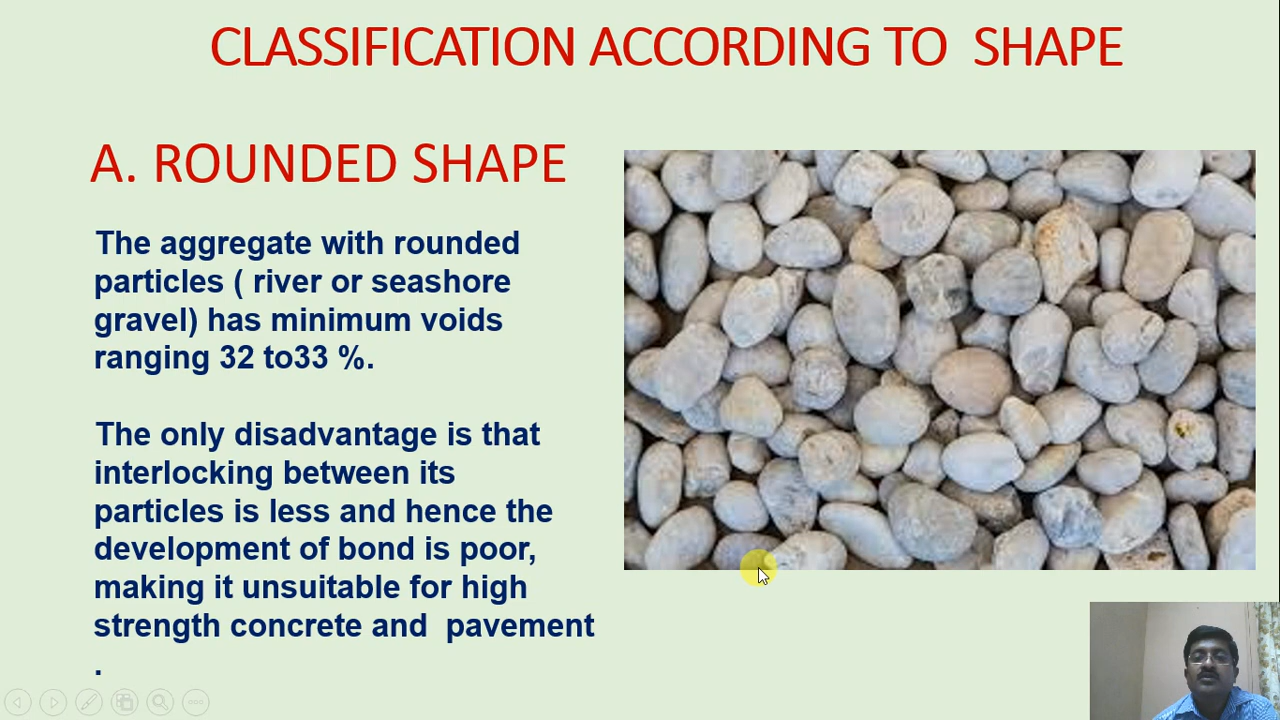 CLASSIFICATION ACCORDING TO  SHAPE
A. ROUNDED SHAPE
The aggregate with rounded
particles ( river or seashore
gravel) has minimum voids
ranging 32 to33 %.
The only disadvantage is that
interlocking between its
particles is less and hence the
development of bond is poor,
making it unsuitable for high
strength concrete and  pavement
.